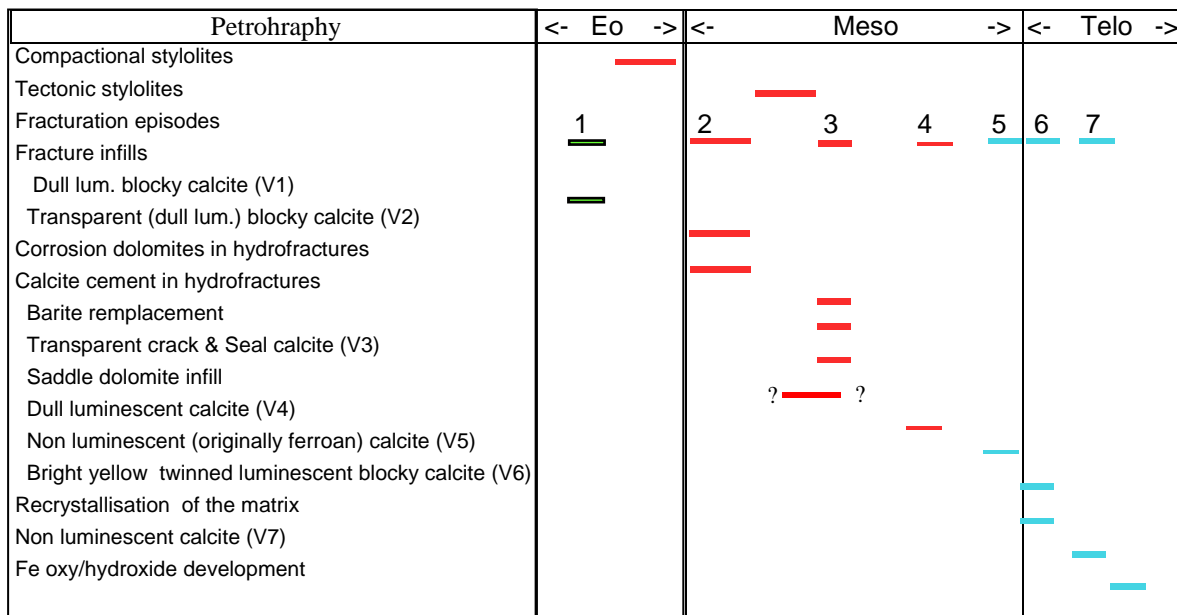 Petrohraphy <- Eo -> <- Meso -> <- Telo ->
Compactional stylolites
Tectonic stylolites
Fracturation episodes 1 2 3 4 5 6 7
Fracture infills
Dull lum. blocky calcite (V1)
Transparent (dull lum.) blocky calcite (V2)
Corrosion dolomites in hydrofractures
Calcite cement in hydrofractures
Barite remplacement
Transparent crack & Seal calcite (V3)
Saddle dolomite infill ? ?
Dull luminescent calcite (V4)
Non luminescent (originally ferroan) calcite (V5)
Bright yellow twinned luminescent blocky calcite (V6)
Recrystallisation of the matrix
Non luminescent calcite (V7)
Fe oxy/hydroxide development